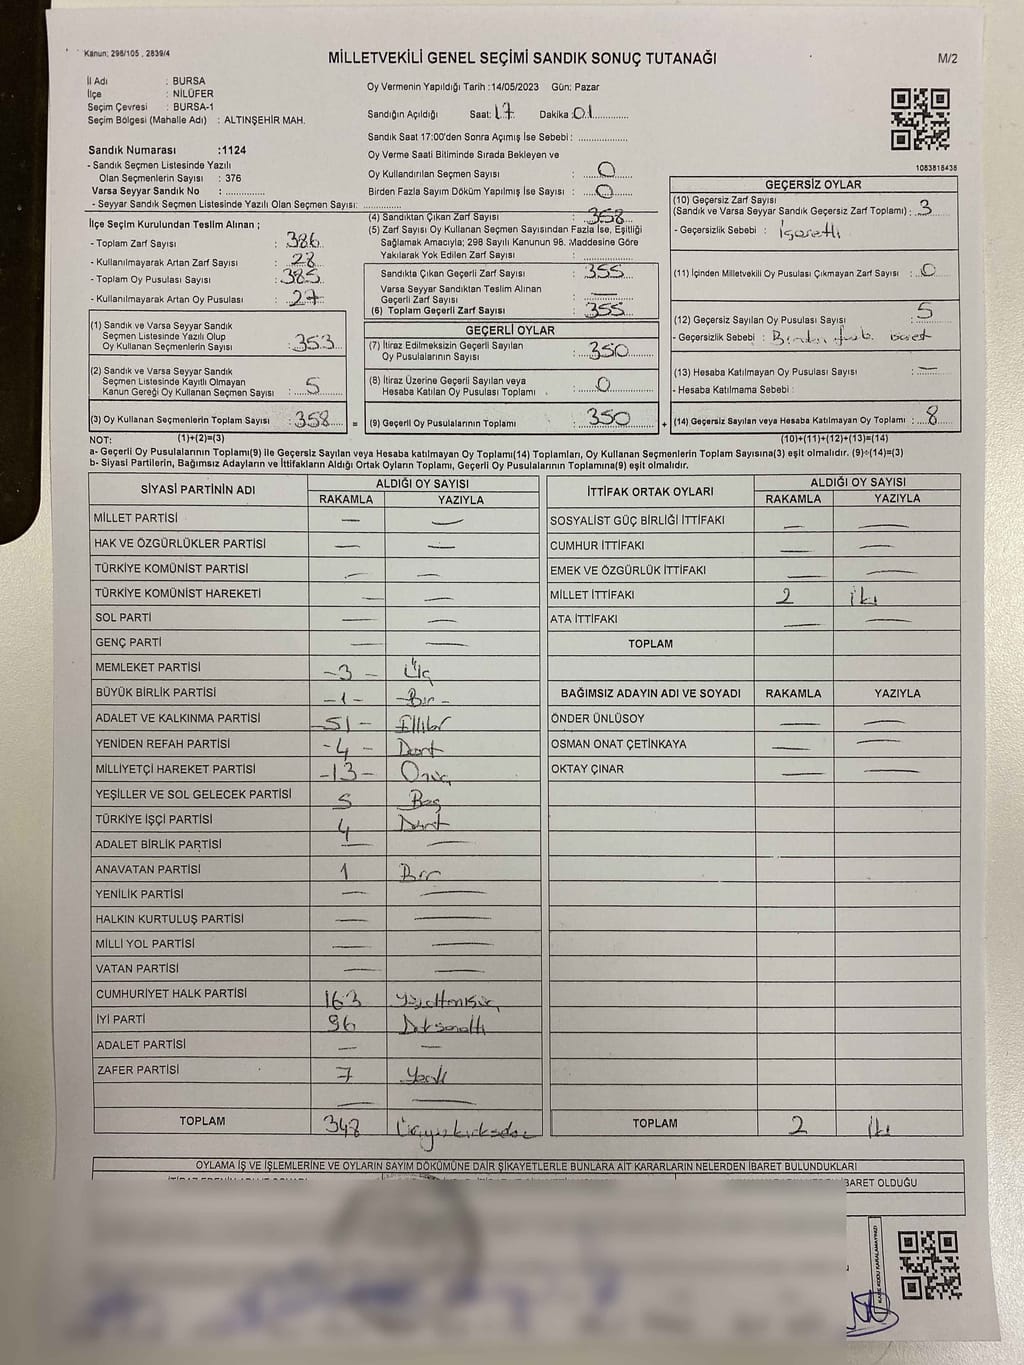 Kanun: 298/105 , 2839/4
MİLLETVEKİLİ GENEL SEÇİMİ SANDIK SONUÇ TUTANAĞI
M/2
İl Adı : BURSA
İlçe : NİLÜFER
Seçim Çevresi : BURSA-1
Seçim Bölgesi (Mahalle Adı) : ALTINŞEHİR MAH.
Oy Vermenin Yapıldığı Tarih :14/05/2023 Gün: Pazar
Sandığın Açıldığı Saat: 17 Dakika: 01
Sandık Saat 17:00'den Sonra Açımış İse Sebebi :
Sandık Numarası :1124
- Sandık Seçmen Listesinde Yazılı
Olan Seçmenlerin Sayısı : 376
Varsa Seyyar Sandık No :
- Seyyar Sandık Seçmen Listesinde Yazılı Olan Seçmen Sayısı:
Oy Verme Saati Bitiminde Sırada Bekleyen ve
Oy Kullandırılan Seçmen Sayısı : 0
Birden Fazla Sayım Döküm Yapılmış İse Sayısı : 0
1083818438
İlçe Seçim Kurulundan Teslim Alınan ;
- Toplam Zarf Sayısı : 386
- Kullanılmayarak Artan Zarf Sayısı : 28
- Toplam Oy Pusulası Sayısı : 385
- Kullanılmayarak Artan Oy Pusulası : 27
(4) Sandıktan Çıkan Zarf Sayısı : 358
(5) Zarf Sayısı Oy Kullanan Seçmen Sayısından Fazla İse, Eşitliği
Sağlamak Amacıyla; 298 Sayılı Kanunun 98. Maddesine Göre
Yakılarak Yok Edilen Zarf Sayısı :
Sandıkta Çıkan Geçerli Zarf Sayısı : 355
Varsa Seyyar Sandıktan Teslim Alınan
Geçerli Zarf Sayısı : —
(6) Toplam Geçerli Zarf Sayısı : 355
GEÇERSİZ OYLAR
(10) Geçersiz Zarf Sayısı
(Sandık ve Varsa Seyyar Sandık Geçersiz Zarf Toplamı) : 3
- Geçersizlik Sebebi : İşaretli
(11) İçinden Milletvekili Oy Pusulası Çıkmayan Zarf Sayısı : 0
(12) Geçersiz Sayılan Oy Pusulası Sayısı : 5
- Geçersizlik Sebebi : Birden
(13) Hesaba Katılmayan Oy Pusulası Sayısı : —
- Hesaba Katılmama Sebebi :
(14) Geçersiz Sayılan veya Hesaba Katılmayan Oy Toplamı : 8
(1) Sandık ve Varsa Seyyar Sandık
Seçmen Listesinde Yazılı Olup
Oy Kullanan Seçmenlerin Sayısı : 353
(2) Sandık ve Varsa Seyyar Sandık
Seçmen Listesinde Kayıtlı Olmayan
Kanun Gereği Oy Kullanan Seçmen Sayısı : 5
(3) Oy Kullanan Seçmenlerin Toplam Sayısı : 358 =
GEÇERLİ OYLAR
(7) İtiraz Edilmeksizin Geçerli Sayılan
Oy Pusulalarının Sayısı : 350
(8) İtiraz Üzerine Geçerli Sayılan veya
Hesaba Katılan Oy Pusulası Toplamı : 0
(9) Geçerli Oy Pusulalarının Toplamı : 350 +
NOT: (1)+(2)=(3)
(10)+(11)+(12)+(13)=(14)
a- Geçerli Oy Pusulalarının Toplamı(9) ile Geçersiz Sayılan veya Hesaba katılmayan Oy Toplamı(14) Toplamları, Oy Kullanan Seçmenlerin Toplam Sayısına(3) eşit olmalıdır. (9)+(14)=(3)
b- Siyasi Partilerin, Bağımsız Adayların ve İttifakların Aldığı Ortak Oyların Toplamı, Geçerli Oy Pusulalarının Toplamına(9) eşit olmalıdır.
SİYASİ PARTİNİN ADI ALDIĞI OY SAYISI
RAKAMLA YAZIYLA
MİLLET PARTİSİ — —
HAK VE ÖZGÜRLÜKLER PARTİSİ — —
TÜRKİYE KOMÜNİST PARTİSİ — —
TÜRKİYE KOMÜNİST HAREKETİ — —
SOL PARTİ — —
GENÇ PARTİ — —
MEMLEKET PARTİSİ -3- Üç
BÜYÜK BİRLİK PARTİSİ -1- -Bir-
ADALET VE KALKINMA PARTİSİ -51- Ellibir
YENİDEN REFAH PARTİSİ -4- Dört
MİLLİYETÇİ HAREKET PARTİSİ -13- Onüç
YEŞİLLER VE SOL GELECEK PARTİSİ 5 Beş
TÜRKİYE İŞÇİ PARTİSİ 4 Dört
ADALET BİRLİK PARTİSİ — —
ANAVATAN PARTİSİ 1 Bir
YENİLİK PARTİSİ — —
HALKIN KURTULUŞ PARTİSİ — —
MİLLİ YOL PARTİSİ — —
VATAN PARTİSİ — —
CUMHURİYET HALK PARTİSİ 163 Yüzaltmışüç
İYİ PARTİ 96 Doksanaltı
ADALET PARTİSİ — —
ZAFER PARTİSİ 7 Yedi
— —
TOPLAM 348 Üçyüzkırksekiz
İTTİFAK ORTAK OYLARI ALDIĞI OY SAYISI
RAKAMLA YAZIYLA
SOSYALİST GÜÇ BİRLİĞİ İTTİFAKI — —
CUMHUR İTTİFAKI — —
EMEK VE ÖZGÜRLÜK İTTİFAKI — —
MİLLET İTTİFAKI 2 İki
ATA İTTİFAKI — —
TOPLAM
BAĞIMSIZ ADAYIN ADI VE SOYADI RAKAMLA YAZIYLA
ÖNDER ÜNLÜSOY — —
OSMAN ONAT ÇETİNKAYA — —
OKTAY ÇINAR — —
TOPLAM 2 İki
OYLAMA İŞ VE İŞLEMLERİNE VE OYLARIN SAYIM DÖKÜMÜNE DAİR ŞİKAYETLERLE BUNLARA AİT KARARLARIN NELERDEN İBARET BULUNDUKLARI
BARET OLDUĞU
KARE KODU KARALAMAYINIZ!